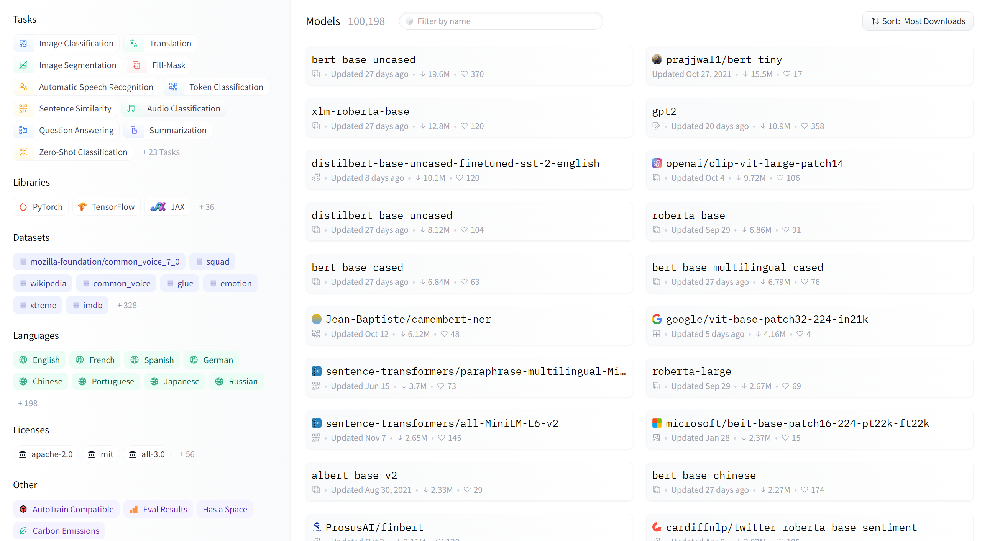 Tasks
Image Classification Translation
Image Segmentation Fill-Mask
Automatic Speech Recognition Token Classification
Sentence Similarity Audio Classification
Question Answering Summarization
Zero-Shot Classification + 23 Tasks
Libraries
PyTorch TensorFlow JAX + 36
Datasets
mozilla-foundation/common_voice_7_0 squad
wikipedia common_voice glue emotion
xtreme imdb + 328
Languages
English French Spanish German
Chinese Portuguese Japanese Russian
+ 198
Licenses
apache-2.0 mit afl-3.0 + 56
Other
AutoTrain Compatible Eval Results Has a Space
Carbon Emissions
Models 100,198 Filter by name Sort: Most Downloads
bert-base-uncased
Updated 27 days ago • 19.6M • 370
prajjwal1/bert-tiny
Updated Oct 27, 2021 • 15.5M • 17
xlm-roberta-base
Updated 27 days ago • 12.8M • 120
gpt2
Updated 20 days ago • 10.9M • 358
distilbert-base-uncased-finetuned-sst-2-english
Updated 8 days ago • 10.1M • 120
openai/clip-vit-large-patch14
Updated Oct 4 • 9.72M • 106
distilbert-base-uncased
Updated 27 days ago • 8.12M • 104
roberta-base
Updated Sep 29 • 6.86M • 91
bert-base-cased
Updated 27 days ago • 6.84M • 63
bert-base-multilingual-cased
Updated 27 days ago • 6.79M • 76
Jean-Baptiste/camembert-ner
Updated Oct 12 • 6.12M • 48
google/vit-base-patch32-224-in21k
Updated 5 days ago • 4.16M • 4
sentence-transformers/paraphrase-multilingual-Mi…
Updated Jun 15 • 3.7M • 73
roberta-large
Updated Sep 29 • 2.67M • 69
sentence-transformers/all-MiniLM-L6-v2
Updated Nov 7 • 2.65M • 145
microsoft/beit-base-patch16-224-pt22k-ft22k
Updated Jan 28 • 2.37M • 15
albert-base-v2
Updated Aug 30, 2021 • 2.33M • 29
bert-base-chinese
Updated 27 days ago • 2.27M • 174
ProsusAI/finbert
cardiffnlp/twitter-roberta-base-sentiment